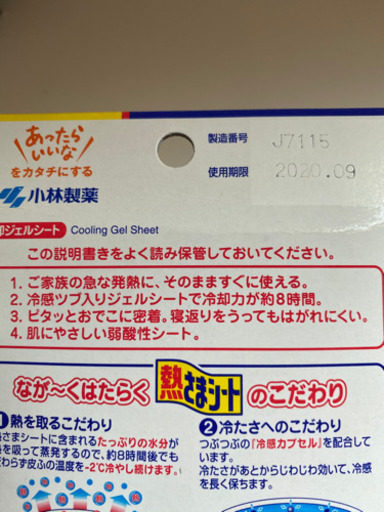 あったら
いいな
をカタチにする
小林製薬
製造番号 J7115
使用期限 2020.09
却ジェルシート Cooling Gel Sheet
この説明書きをよく読み保管しておいてください。
1. ご家族の急な発熱に、そのまますぐに使える。
2. 冷感ツブ入りジェルシートで冷却力が約8時間。
3. ピタッとおでこに密着。寝返りをうってもはがれにくい。
4. 肌にやさしい弱酸性シート。
なが〜くはたらく 熱さまシート のこだわり
1 熱を取るこだわり
さまシートに含まれるたっぷりの水分が
を吸って蒸発するので、約8時間後でも
わらず皮ふの温度を-2℃冷やし続けます。
2 冷たさへのこだわり
つぶつぶの「冷感カプセル」を配合して
います。
冷たさがあとからじわじわ効いて、冷感
を長く保ちます。